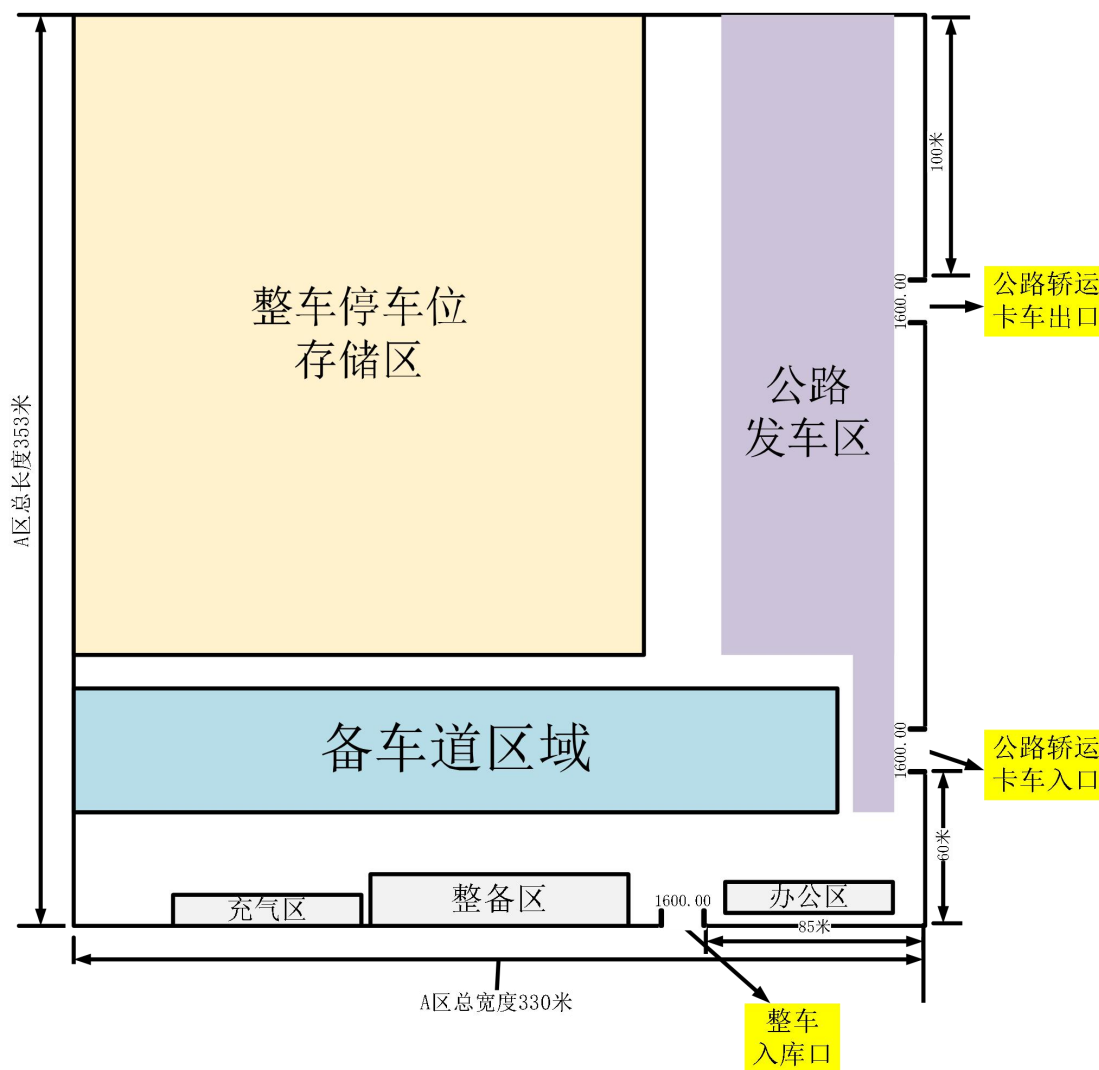 100米
整车停车位
存储区
1600.00
公路轿运
卡车出口
公路
发车区
A区总长度353米
备车道区域
1600.00
公路轿运
卡车入口
60米
充气区
整备区
1600.00
办公区
85米
A区总宽度330米
整车
入库口